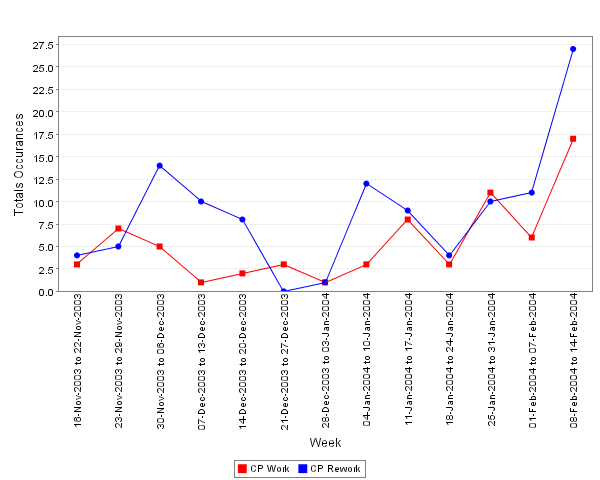 27.5
25.0
22.5
20.0
17.5
15.0
12.5
10.0
7.5
5.0
2.5
0.0
Totals Occurances
16-Nov-2003 to 22-Nov-2003
23-Nov-2003 to 29-Nov-2003
30-Nov-2003 to 06-Dec-2003
07-Dec-2003 to 13-Dec-2003
14-Dec-2003 to 20-Dec-2003
21-Dec-2003 to 27-Dec-2003
28-Dec-2003 to 03-Jan-2004
04-Jan-2004 to 10-Jan-2004
11-Jan-2004 to 17-Jan-2004
18-Jan-2004 to 24-Jan-2004
25-Jan-2004 to 31-Jan-2004
01-Feb-2004 to 07-Feb-2004
08-Feb-2004 to 14-Feb-2004
Week
CP Work CP Rework